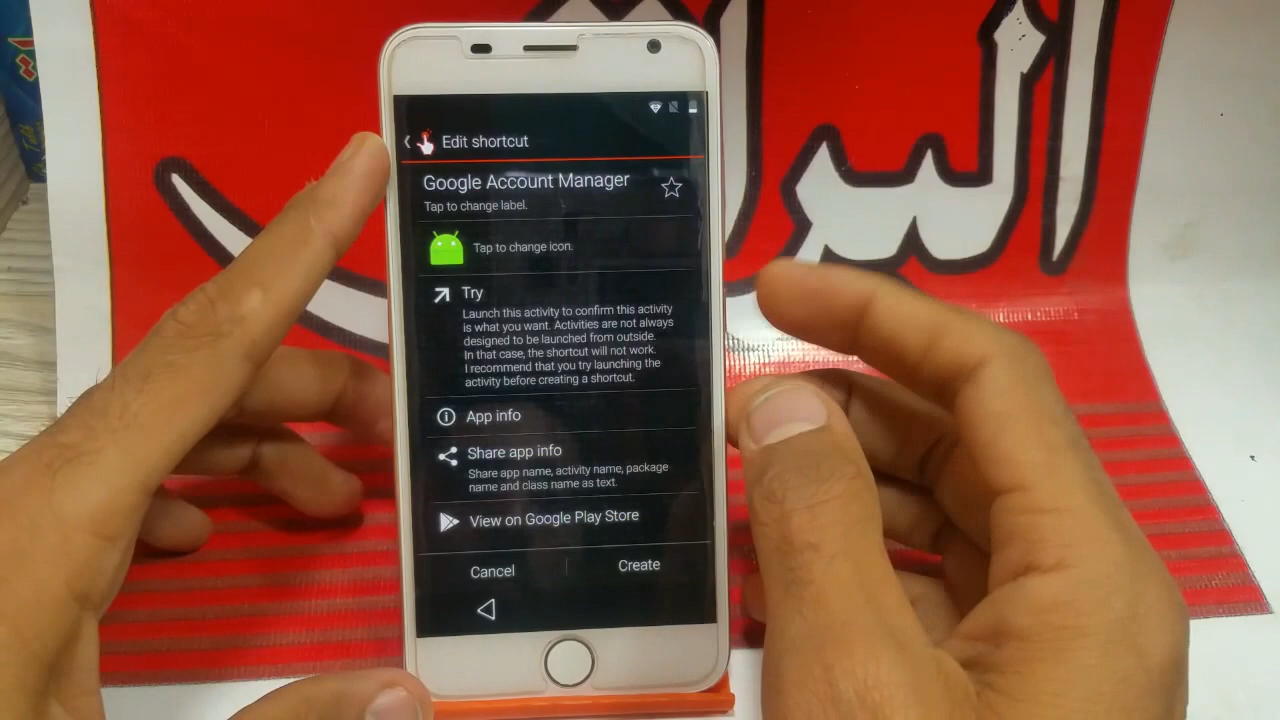 Edit shortcut
Google Account Manager
Tap to change label.
Tap to change icon.
Try
Launch this activity to confirm this activity
is what you want. Activities are not always
designed to be launched from outside.
In that case, the shortcut will not work.
I recommend that you try launching the
activity before creating a shortcut.
App info
Share app info
Share app name, activity name, package
name and class name as text.
View on Google Play Store
Cancel
Create